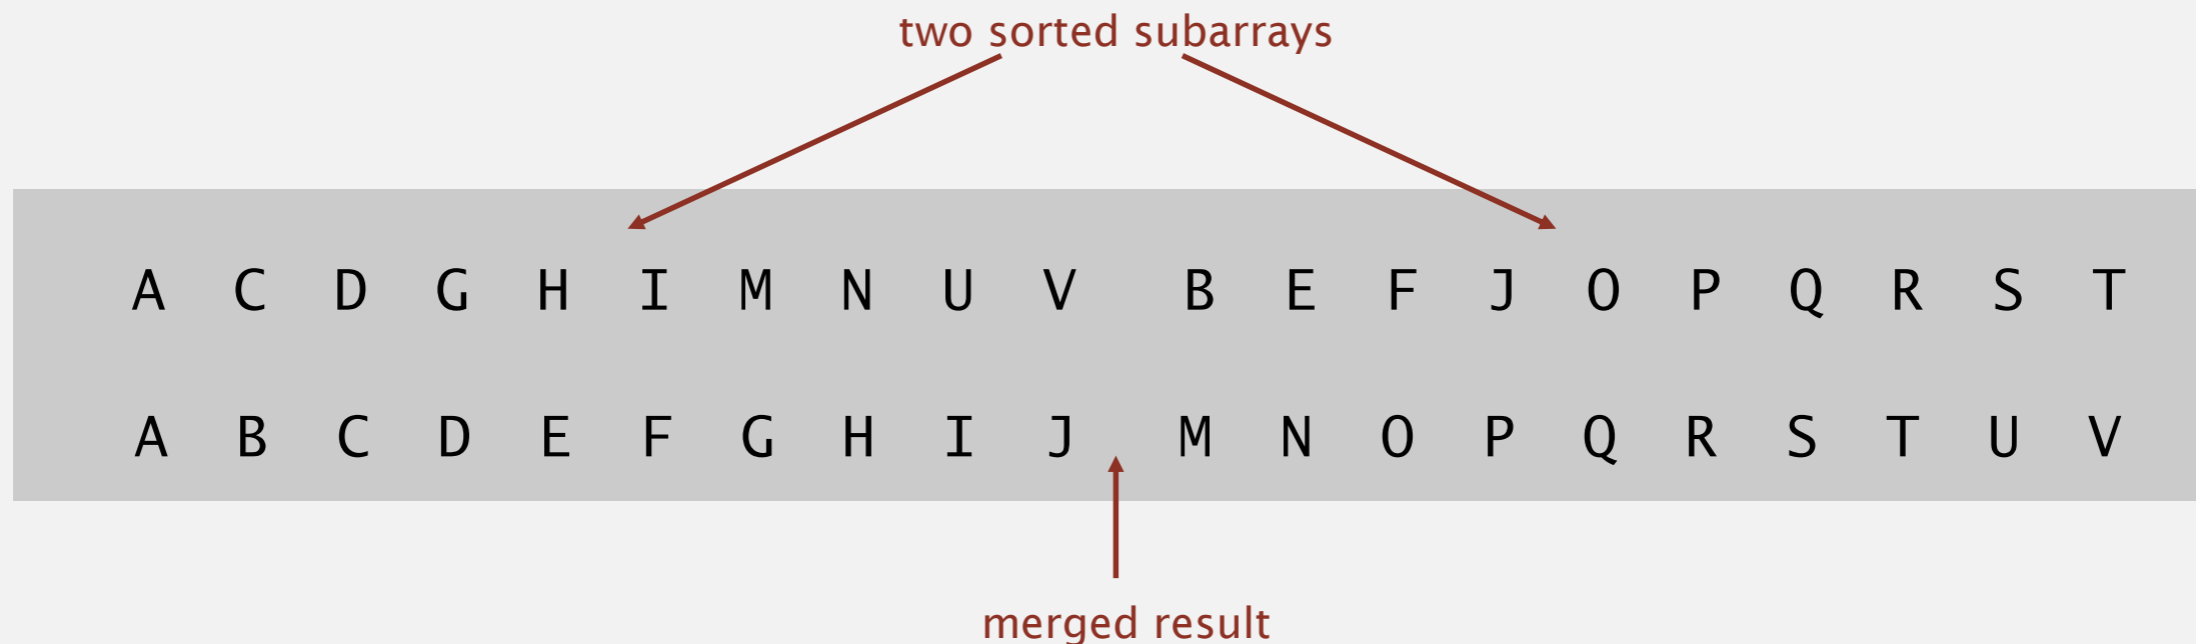 two sorted subarrays
A C D G H I M N U V B E F J O P Q R S T
A B C D E F G H I J M N O P Q R S T U V
merged result